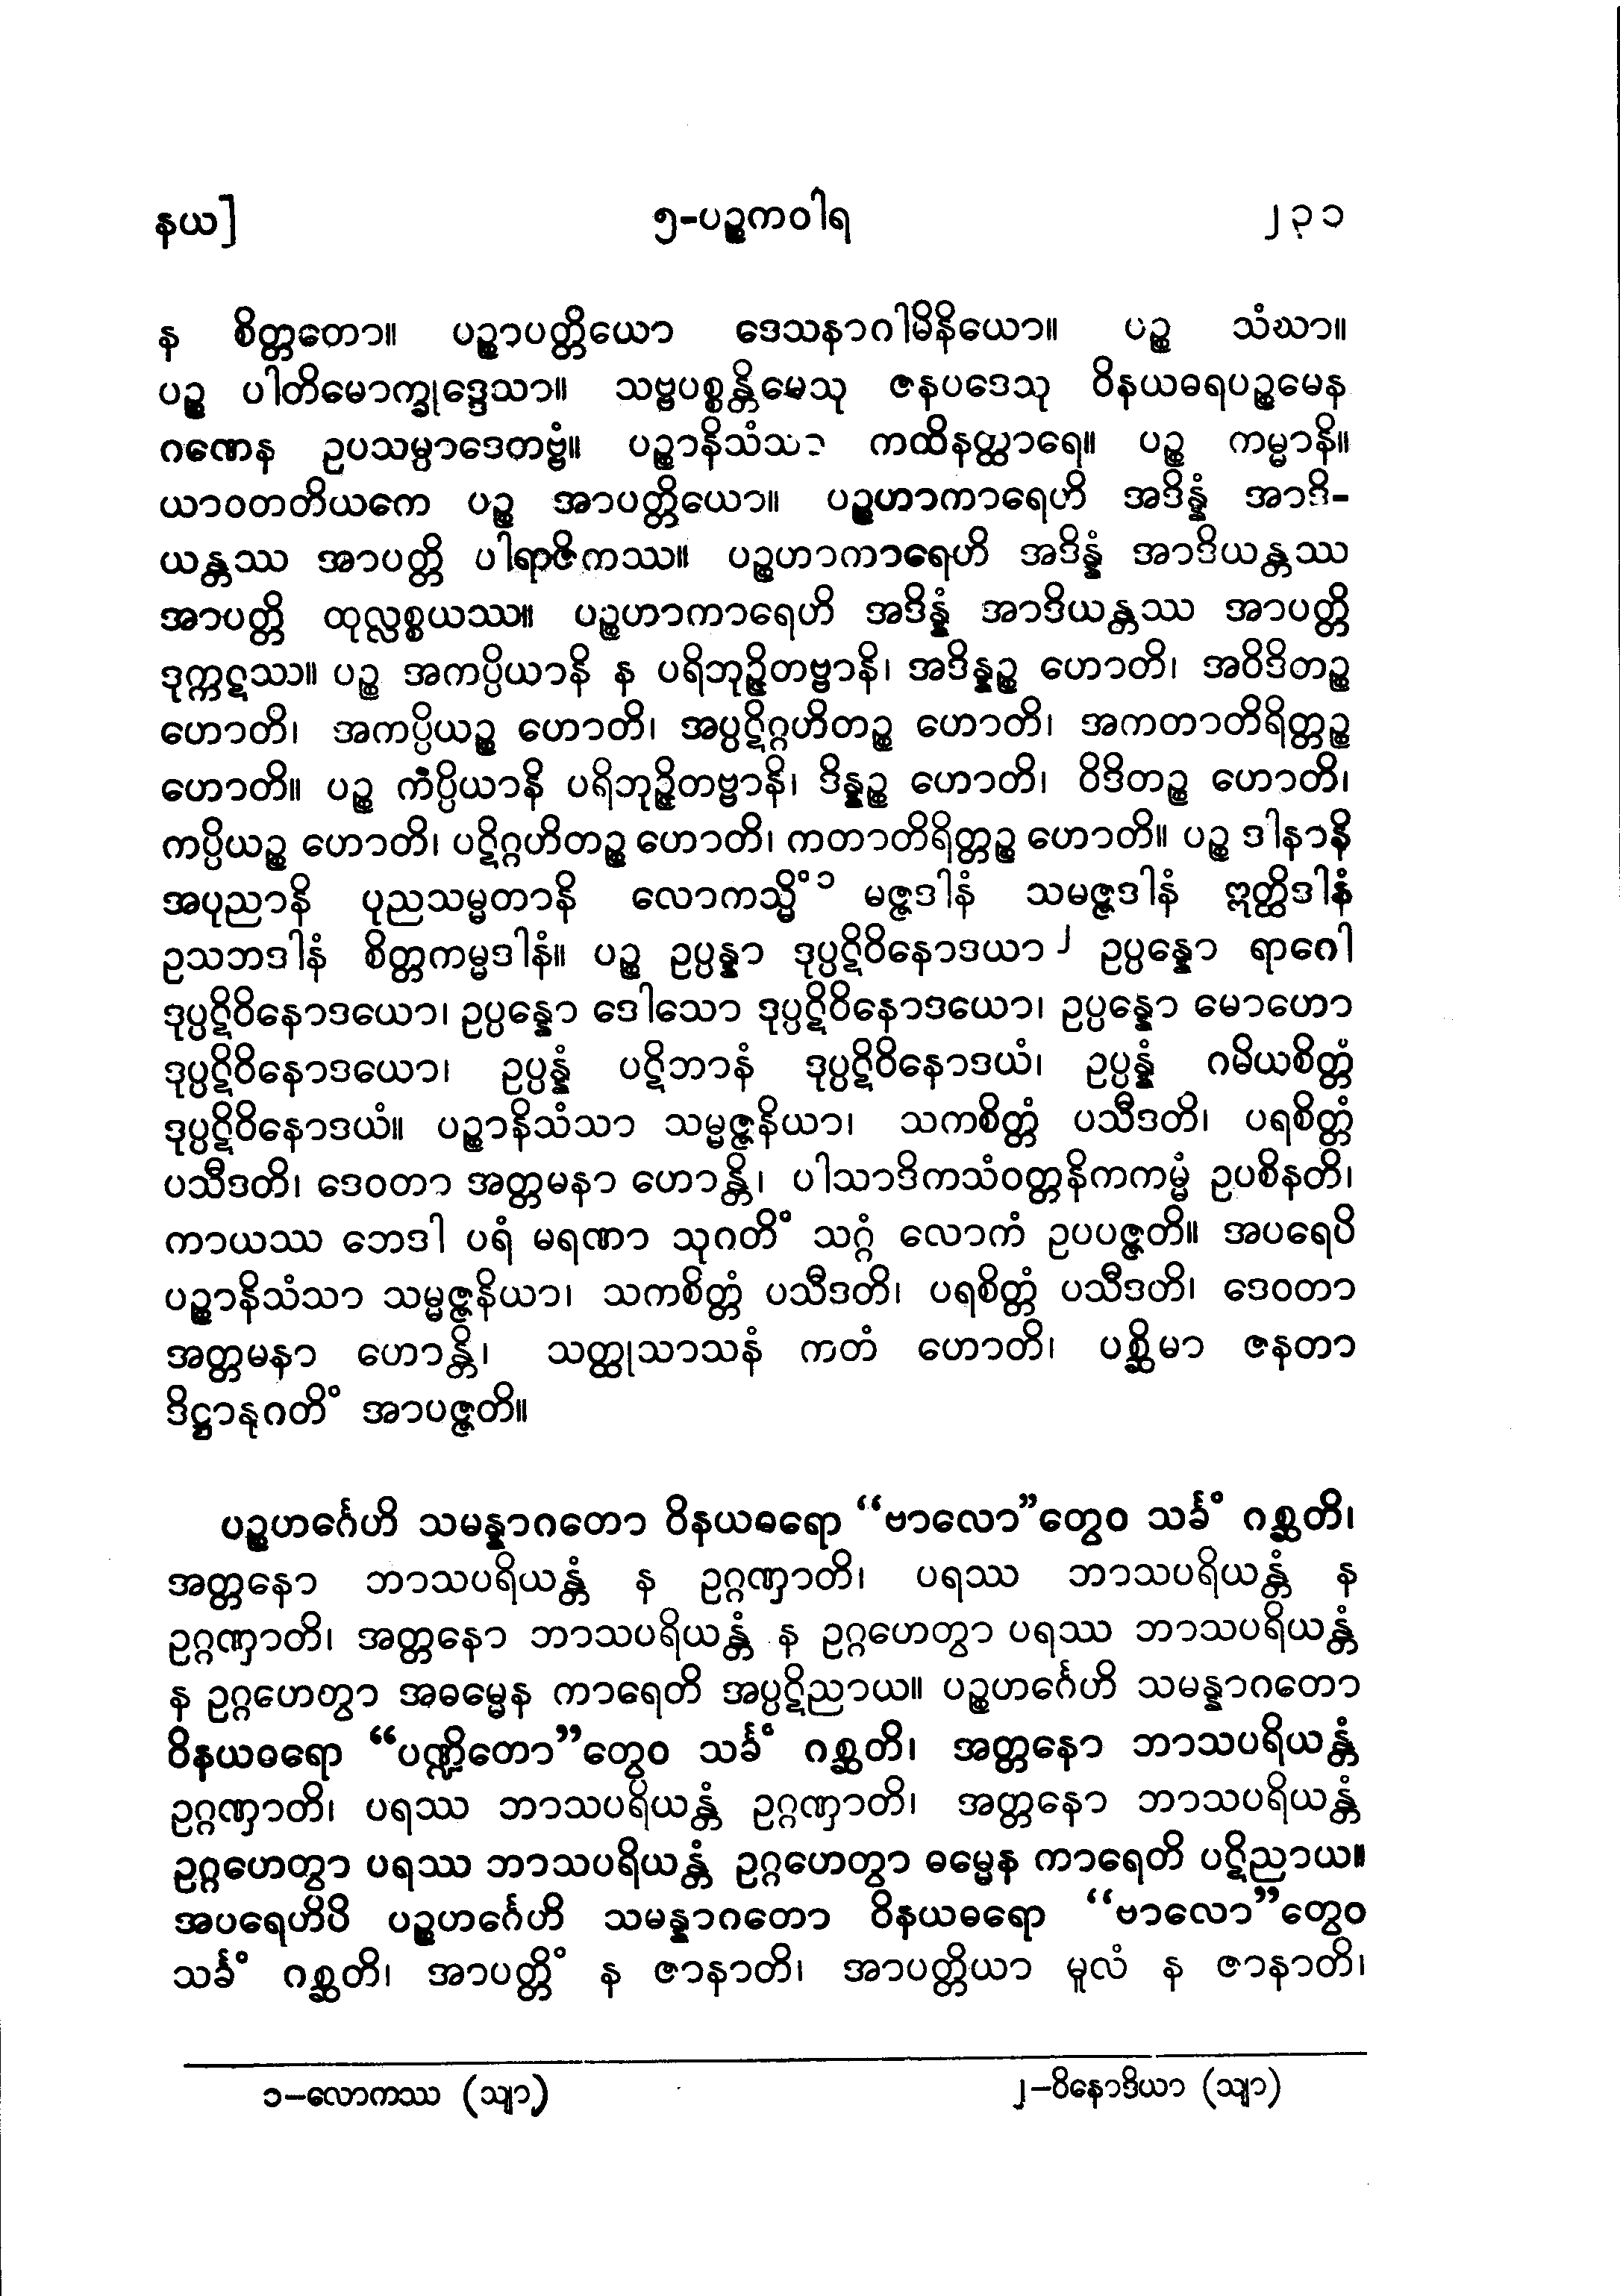 နယ]
၅-ပဉ္စကဝါရ
၂၃၁
န စိတ္တတော။ ပဉ္စာပတ္တိယော ဒေသနာဂါမိနိယော။ ပဉ္စ သံဃာ။
ပဉ္စ ပါတိမောက္ခုဒ္ဒေသာ။ သဗ္ဗပစ္စန္တိမေသု ဇနပဒေသု ဝိနယဓရပဉ္စမေန
ဂဏေန ဥပသမ္ပာဒေတဗ္ဗံ။ ပဉ္စာနိသံသာ ကထိနတ္ထာရေ။ ပဉ္စ ကမ္မာနိ။
ယာဝတတိယကေ ပဉ္စ အာပတ္တိယော။ ပဉ္စဟာကာရေဟိ အဒိန္နံ အာဒိ-
ယန္တဿ အာပတ္တိ ပါရာဇိကဿ။ ပဉ္စဟာကာရေဟိ အဒိန္နံ အာဒိယန္တဿ
အာပတ္တိ ထုလ္လစ္စယဿ။ ပဉ္စဟာကာရေဟိ အဒိန္နံ အာဒိယန္တဿ အာပတ္တိ
ဒုက္ကဋဿ။ ပဉ္စ အကပ္ပိယာနိ န ပရိဘုဉ္ဇိတဗ္ဗာနိ၊ အဒိန္နဉ္စ ဟောတိ၊ အဝိဒိတဉ္စ
ဟောတိ၊ အကပ္ပိယဉ္စ ဟောတိ၊ အပ္ပဋိဂ္ဂဟိတဉ္စ ဟောတိ၊ အကတာတိရိတ္တဉ္စ
ဟောတိ။ ပဉ္စ ကပ္ပိယာနိ ပရိဘုဉ္ဇိတဗ္ဗာနိ၊ ဒိန္နဉ္စ ဟောတိ၊ ဝိဒိတဉ္စ ဟောတိ၊
ကပ္ပိယဉ္စ ဟောတိ၊ ပဋိဂ္ဂဟိတဉ္စ ဟောတိ၊ ကတာတိရိတ္တဉ္စ ဟောတိ။ ပဉ္စ ဒါနာနိ
အပုညာနိ ပုညသမ္မတာနိ လောကသ္မိံ ၁ မဇ္ဇဒါနံ သမဇ္ဇဒါနံ ဣတ္ထိဒါနံ
ဥသဘဒါနံ စိတ္တကမ္မဒါနံ။ ပဉ္စ ဥပ္ပန္နာ ဒုပ္ပဋိဝိနောဒယာ ၂ ဥပ္ပန္နော ရာဂေါ
ဒုပ္ပဋိဝိနောဒယော၊ ဥပ္ပန္နော ဒေါသော ဒုပ္ပဋိဝိနောဒယော၊ ဥပ္ပန္နော မောဟော
ဒုပ္ပဋိဝိနောဒယော၊ ဥပ္ပန္နံ ပဋိဘာနံ ဒုပ္ပဋိဝိနောဒယံ၊ ဥပ္ပန္နံ ဂမိယစိတ္တံ
ဒုပ္ပဋိဝိနောဒယံ။ ပဉ္စာနိသံသာ သမ္မဇ္ဇနိယာ၊ သကစိတ္တံ ပသီဒတိ၊ ပရစိတ္တံ
ပသီဒတိ၊ ဒေဝတာ အတ္တမနာ ဟောန္တိ၊ ပါသာဒိကသံဝတ္တနိကကမ္မံ ဥပစိနတိ၊
ကာယဿ ဘေဒါ ပရံ မရဏာ သုဂတိံ သဂ္ဂံ လောကံ ဥပပဇ္ဇတိ။ အပရေပိ
ပဉ္စာနိသံသာ သမ္မဇ္ဇနိယာ၊ သကစိတ္တံ ပသီဒတိ၊ ပရစိတ္တံ ပသီဒတိ၊ ဒေဝတာ
အတ္တမနာ ဟောန္တိ၊ သတ္ထုသာသနံ ကတံ ဟောတိ၊ ပစ္ဆိမာ ဇနတာ
ဒိဋ္ဌာနုဂတိံ အာပဇ္ဇတိ။
ပဉ္စဟင်္ဂေဟိ သမန္နာဂတော ဝိနယဓရော “ဗာလော”တွေဝ သင်္ခံ ဂစ္ဆတိ၊
အတ္တနော ဘာသပရိယန္တံ န ဥဂ္ဂဏှာတိ၊ ပရဿ ဘာသပရိယန္တံ န
ဥဂ္ဂဏှာတိ၊ အတ္တနော ဘာသပရိယန္တံ န ဥဂ္ဂဟေတွာ ပရဿ ဘာသပရိယန္တံ
န ဥဂ္ဂဟေတွာ အဓမ္မေန ကာရေတိ အပ္ပဋိညာယ။ ပဉ္စဟင်္ဂေဟိ သမန္နာဂတော
ဝိနယဓရော “ပဏ္ဍိတော”တွေဝ သင်္ခံ ဂစ္ဆတိ၊ အတ္တနော ဘာသပရိယန္တံ
ဥဂ္ဂဏှာတိ၊ ပရဿ ဘာသပရိယန္တံ ဥဂ္ဂဏှာတိ၊ အတ္တနော ဘာသပရိယန္တံ
ဥဂ္ဂဟေတွာ ပရဿ ဘာသပရိယန္တံ ဥဂ္ဂဟေတွာ ဓမ္မေန ကာရေတိ ပဋိညာယ။
အပရေဟိပိ ပဉ္စဟင်္ဂေဟိ သမန္နာဂတော ဝိနယဓရော “ဗာလော”တွေဝ
သင်္ခံ ဂစ္ဆတိ၊ အာပတ္တိံ န ဇာနာတိ၊ အာပတ္တိယာ မူလံ န ဇာနာတိ၊
၁–လောကဿ (သျာ)
၂–ဝိနောဒိယာ (သျာ)